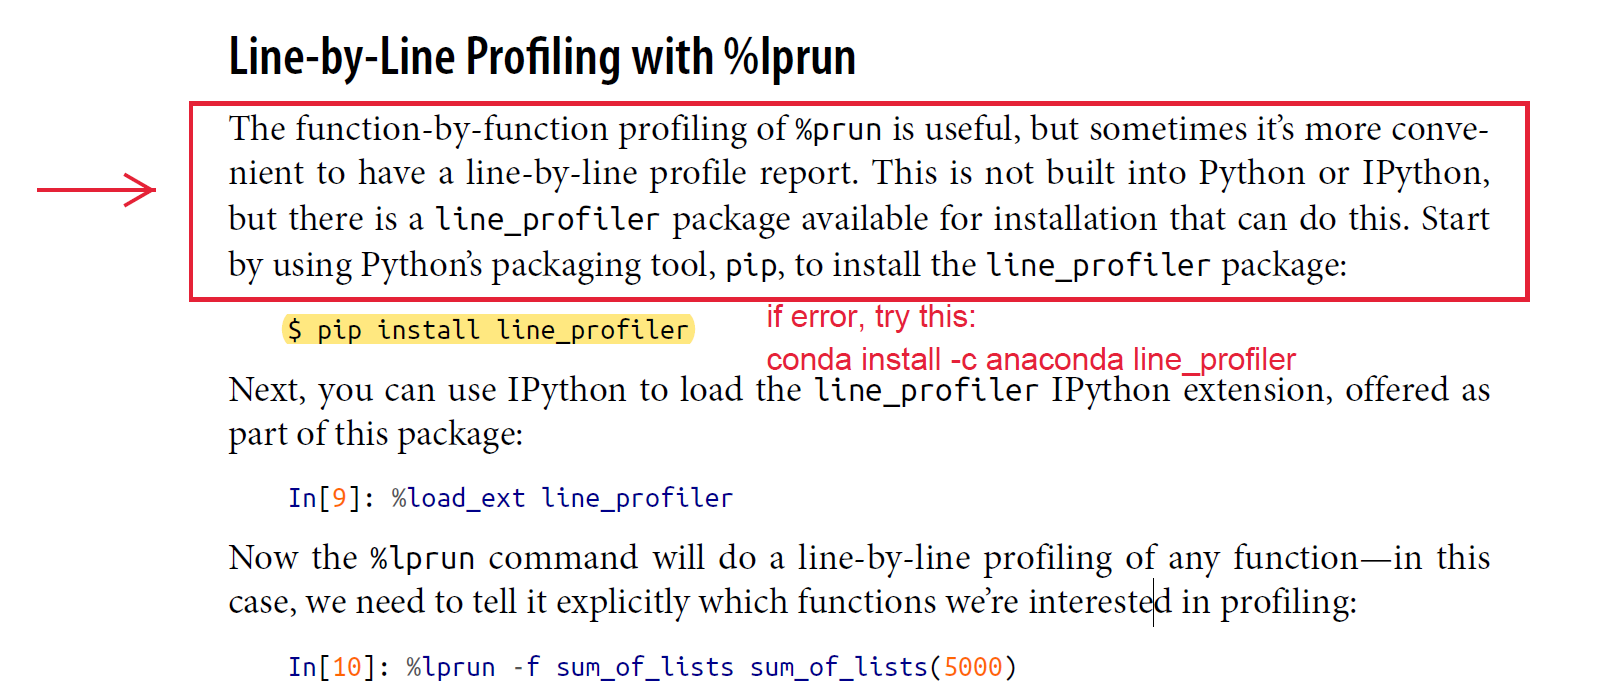 Line-by-Line Profiling with %lprun
The function-by-function profiling of %prun is useful, but sometimes it’s more conve-
nient to have a line-by-line profile report. This is not built into Python or IPython,
but there is a line_profiler package available for installation that can do this. Start
by using Python’s packaging tool, pip, to install the line_profiler package:
$ pip install line_profiler
if error, try this:
conda install -c anaconda line_profiler
Next, you can use IPython to load the line_profiler IPython extension, offered as
part of this package:
In[9]: %load_ext line_profiler
Now the %lprun command will do a line-by-line profiling of any function—in this
case, we need to tell it explicitly which functions we’re interested in profiling:
In[10]: %lprun -f sum_of_lists sum_of_lists(5000)